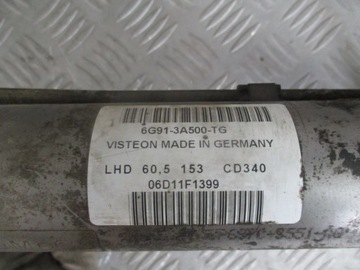 6G91-3A500-TG
VISTEON MADE IN GERMANY
LHD 60,5 153 CD340
06D11F1399